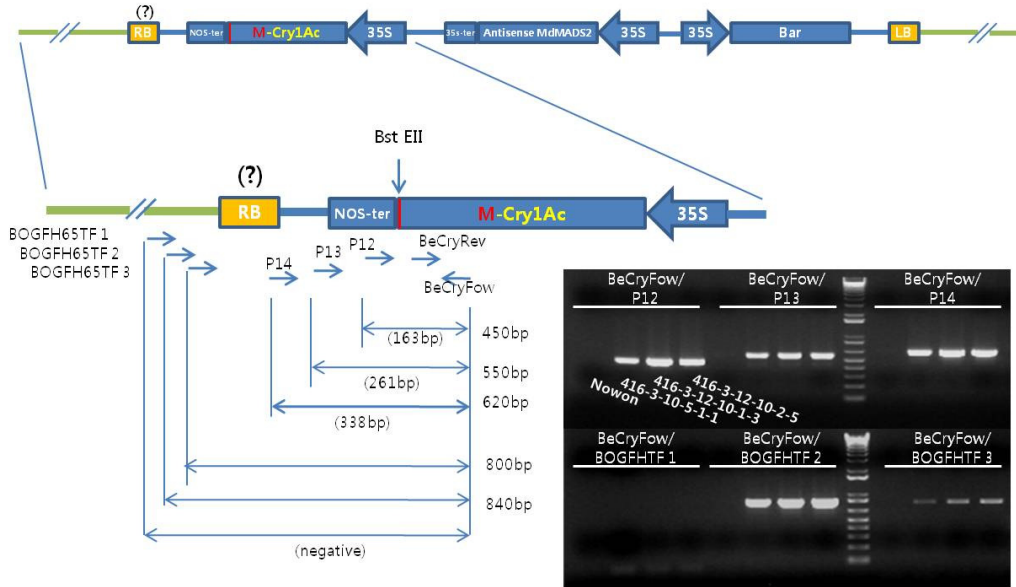 (?)
RB
NOS-ter
M-Cry1Ac
35S
35s-ter
Antisense MdMADS2
35S
35S
Bar
LB
Bst EII
(?)
RB
NOS-ter
M-Cry1Ac
35S
BOGFH65TF 1
BOGFH65TF 2
BOGFH65TF 3
P14
P13
P12
BeCryRev
BeCryFow
(163bp)
450bp
(261bp)
550bp
(338bp)
620bp
800bp
840bp
(negative)
BeCryFow/
P12
BeCryFow/
P13
BeCryFow/
P14
Nowon
416-3-10-5-1-1
416-3-12-10-1-3
416-3-12-10-2-5
BeCryFow/
BOGFHTF 1
BeCryFow/
BOGFHTF 2
BeCryFow/
BOGFHTF 3